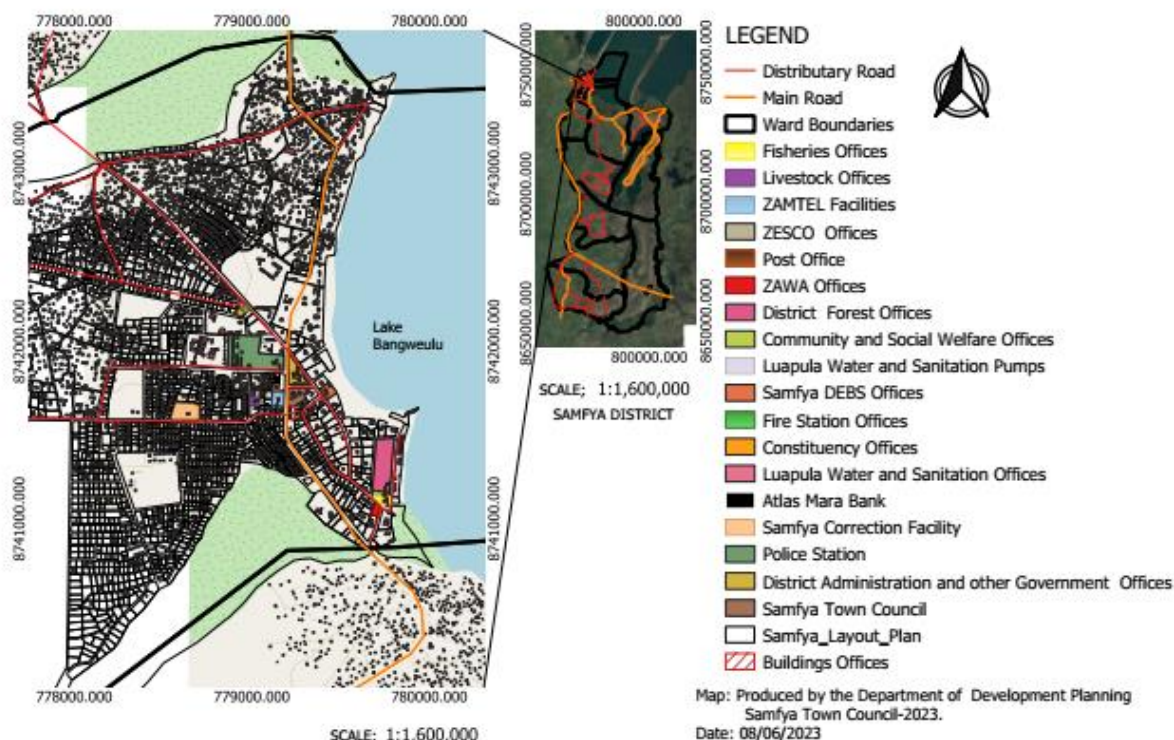 778000.000 779000.000 780000.000
8743000.000
8742000.000
8741000.000
Lake
Bangweulu
8743000.000
8742000.000
8741000.000
778000.000 779000.000 780000.000
SCALE; 1:1,600,000
800000.000
8750000.000
8700000.000
8650000.000
8750000.000
8700000.000
8650000.000
800000.000
SCALE; 1:1,600,000
SAMFYA DISTRICT
LEGEND
Distributary Road
Main Road
Ward Boundaries
Fisheries Offices
Livestock Offices
ZAMTEL Facilities
ZESCO Offices
Post Office
ZAWA Offices
District Forest Offices
Community and Social Welfare Offices
Luapula Water and Sanitation Pumps
Samfya DEBS Offices
Fire Station Offices
Constituency Offices
Luapula Water and Sanitation Offices
Atlas Mara Bank
Samfya Correction Facility
Police Station
District Administration and other Government Offices
Samfya Town Council
Samfya_Layout_Plan
Buildings Offices
Map: Produced by the Department of Development Planning
Samfya Town Council-2023.
Date: 08/06/2023